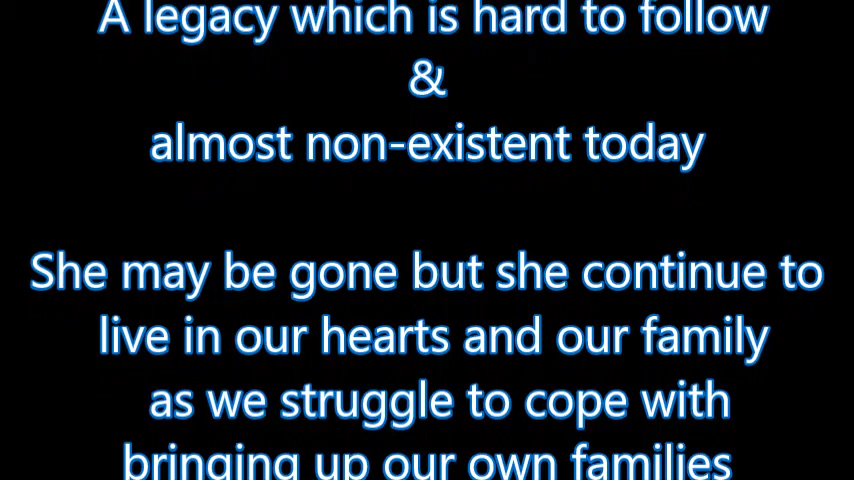 A legacy which is hard to follow
&
almost non-existent today
She may be gone but she continue to
live in our hearts and our family
as we struggle to cope with
bringing up our own families